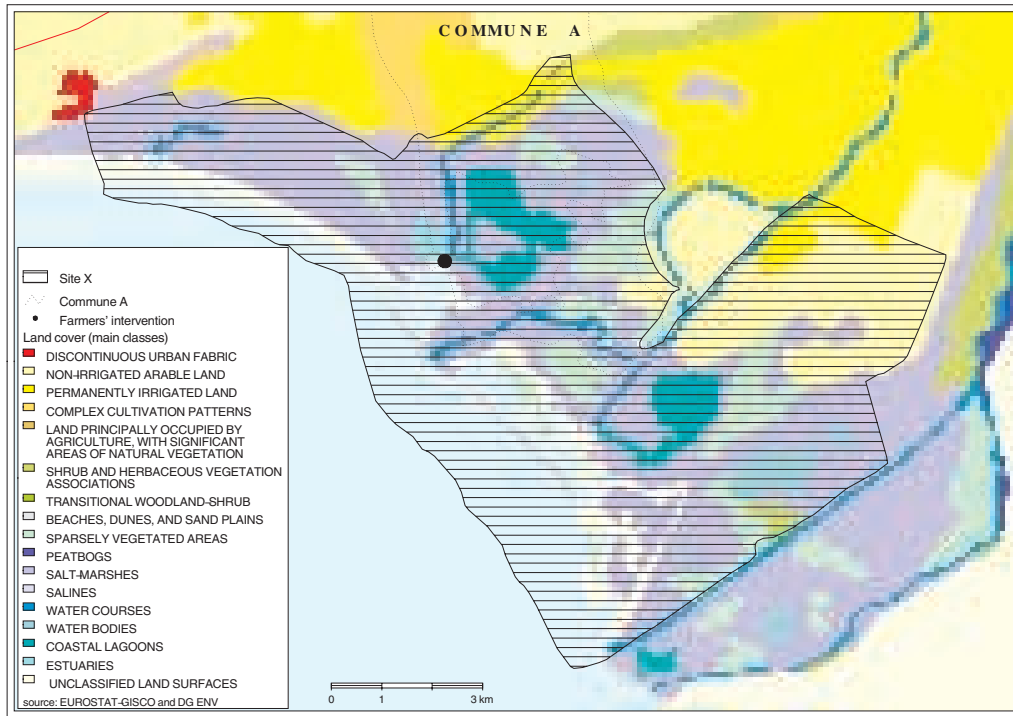 COMMUNE A
Site X
Commune A
Farmers' intervention
Land cover (main classes)
DISCONTINUOUS URBAN FABRIC
NON-IRRIGATED ARABLE LAND
PERMANENTLY IRRIGATED LAND
COMPLEX CULTIVATION PATTERNS
LAND PRINCIPALLY OCCUPIED BY
AGRICULTURE, WITH SIGNIFICANT
AREAS OF NATURAL VEGETATION
SHRUB AND HERBACEOUS VEGETATION
ASSOCIATIONS
TRANSITIONAL WOODLAND-SHRUB
BEACHES, DUNES, AND SAND PLAINS
SPARSELY VEGETATED AREAS
PEATBOGS
SALT-MARSHES
SALINES
WATER COURSES
WATER BODIES
COASTAL LAGOONS
ESTUARIES
UNCLASSIFIED LAND SURFACES
source: EUROSTAT-GISCO and DG ENV
0 1 3 km